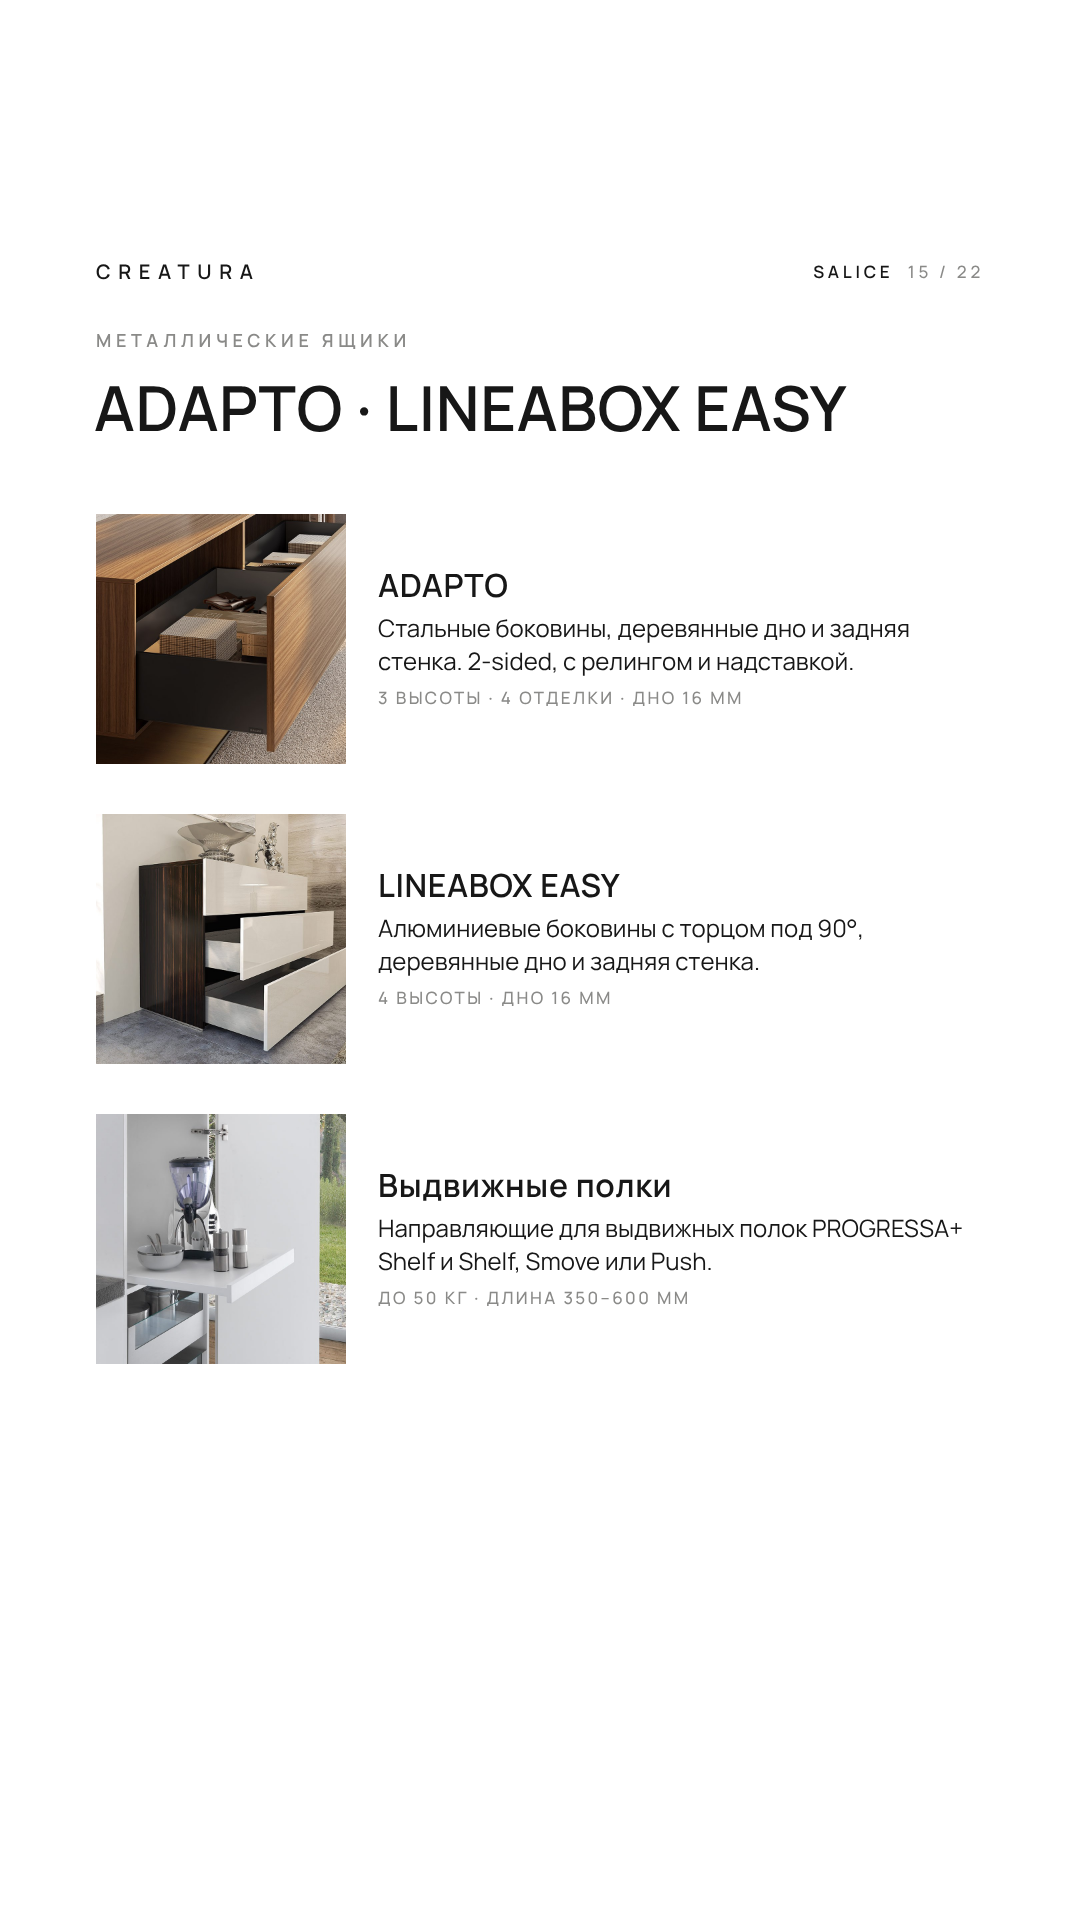 CREATURA
SALICE 15 / 22
МЕТАЛЛИЧЕСКИЕ ЯЩИКИ
ADAPTO · LINEABOX EASY
ADAPTO
Стальные боковины, деревянные дно и задняя
стенка. 2-sided, с релингом и надставкой.
3 ВЫСОТЫ · 4 ОТДЕЛКИ · ДНО 16 ММ
LINEABOX EASY
Алюминиевые боковины с торцом под 90°,
деревянные дно и задняя стенка.
4 ВЫСОТЫ · ДНО 16 ММ
Выдвижные полки
Направляющие для выдвижных полок PROGRESSA+
Shelf и Shelf, Smove или Push.
ДО 50 КГ · ДЛИНА 350–600 ММ